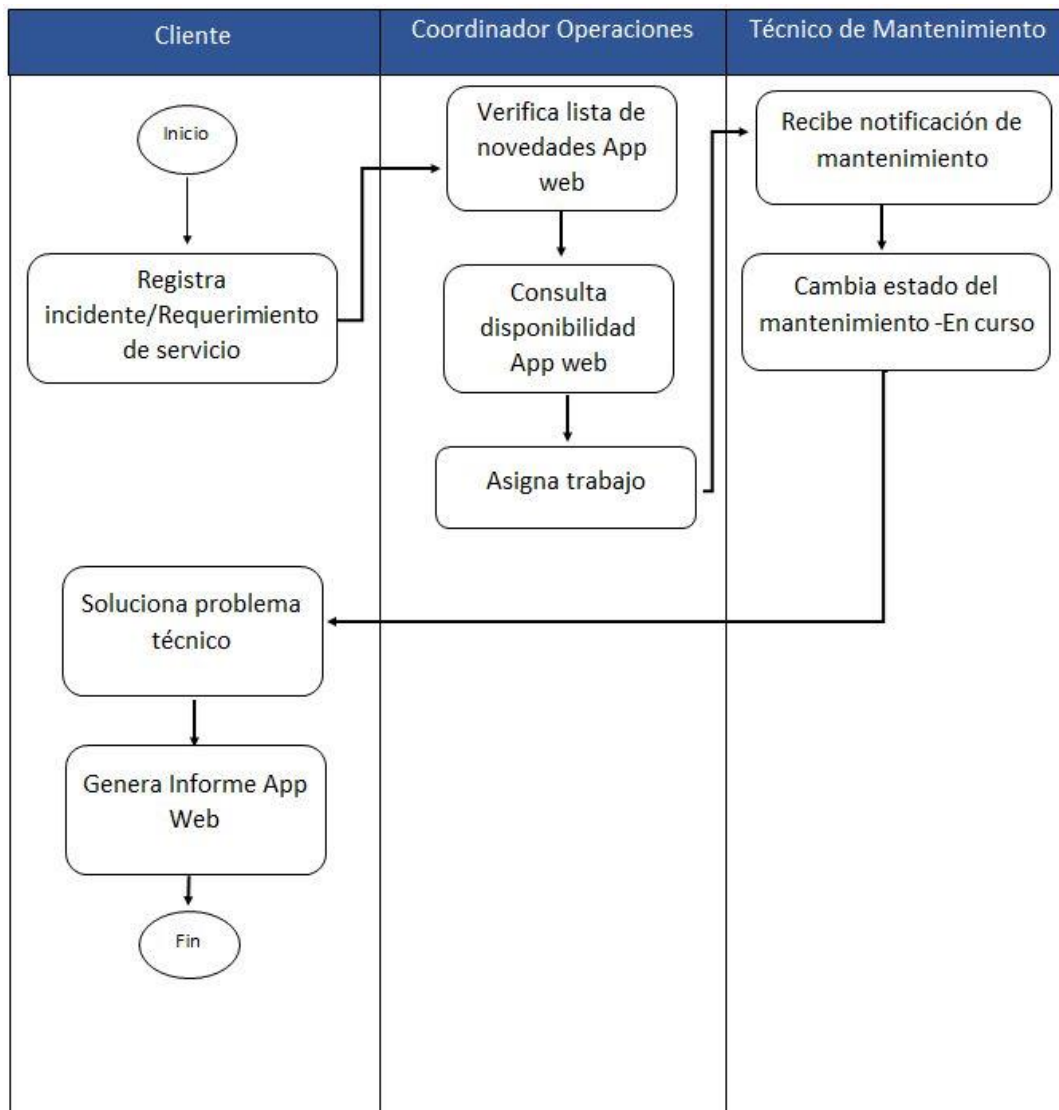 Cliente
Coordinador Operaciones
Técnico de Mantenimiento
Inicio
Registra
incidente/Requerimiento
de servicio
Verifica lista de
novedades App
web
Consulta
disponibilidad
App web
Asigna trabajo
Recibe notificación de
mantenimiento
Cambia estado del
mantenimiento -En curso
Soluciona problema
técnico
Genera Informe App
Web
Fin